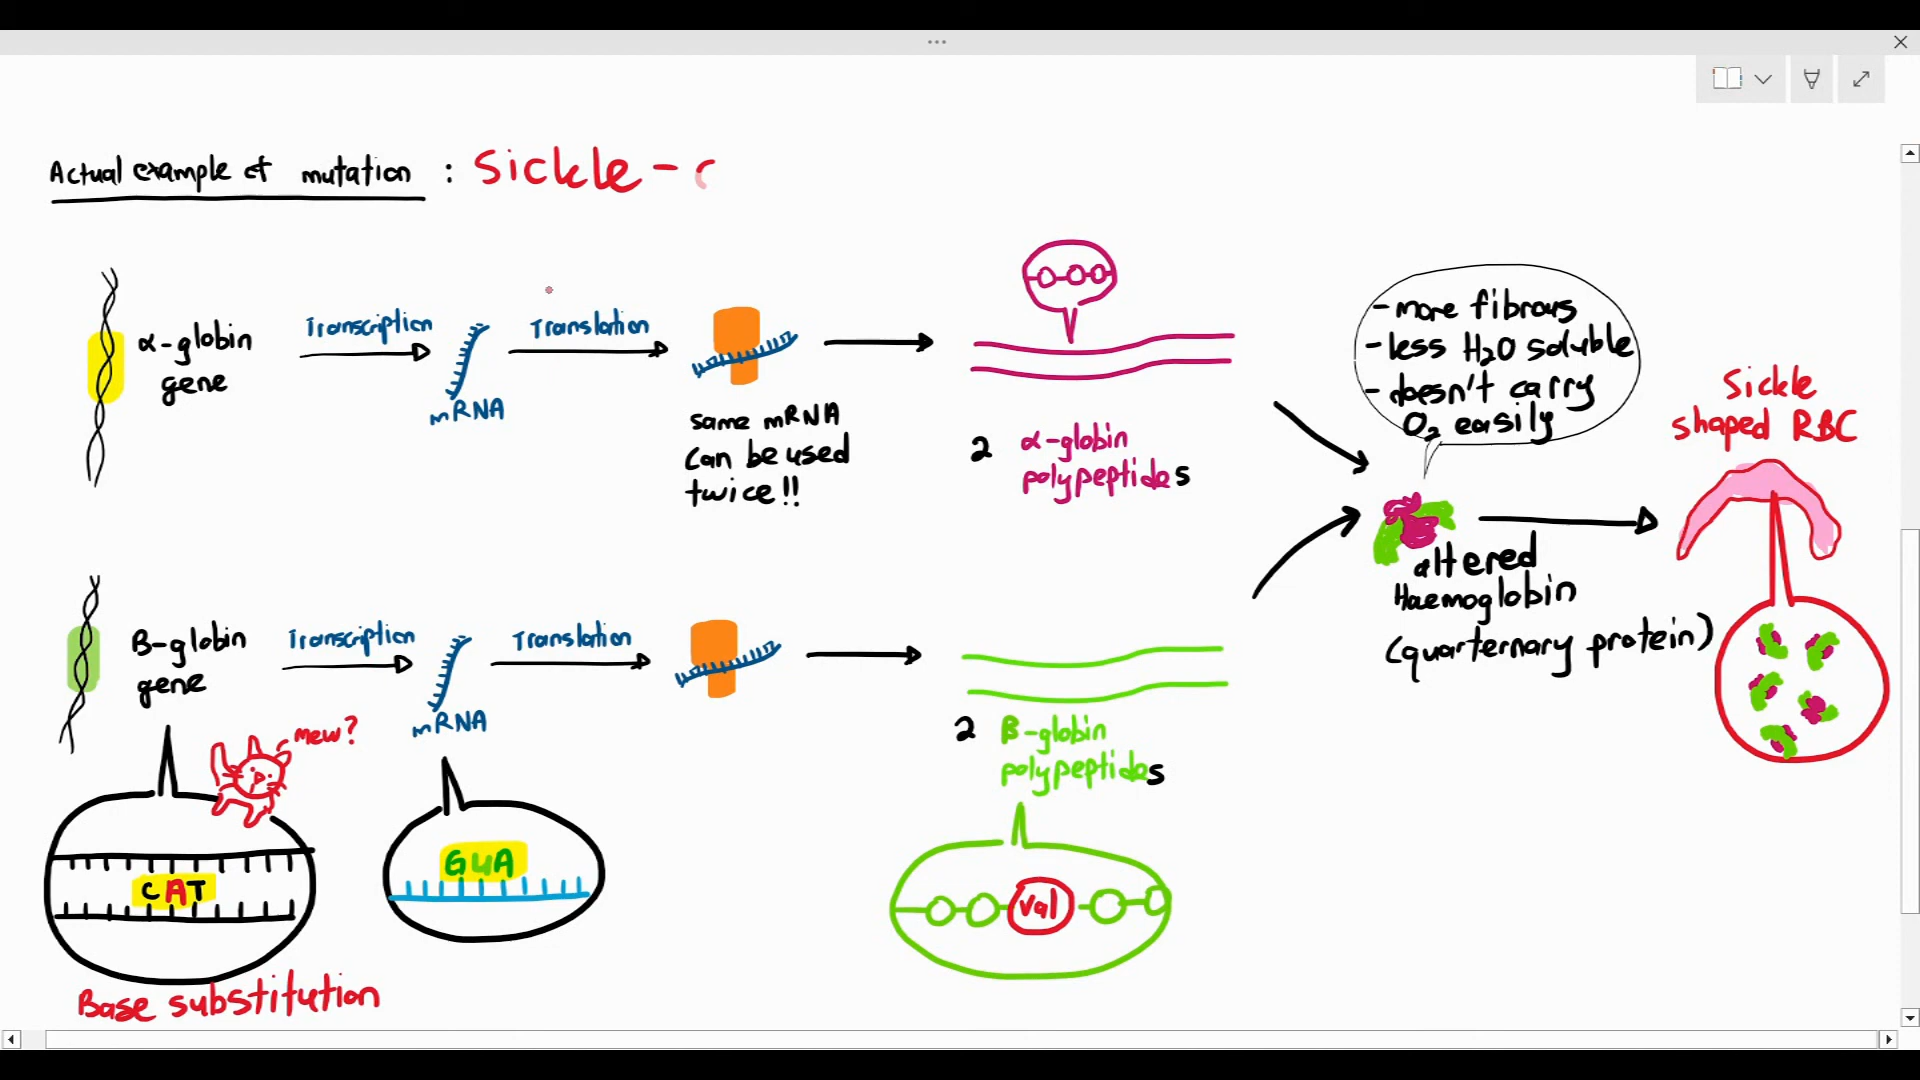 Actual example of mutation : Sickle-c
α-globin
gene
Transcription
mRNA
Translation
same mRNA
can be used
twice!!
2 α-globin
polypeptides
-more fibrous
-less H2O soluble
-doesn't carry
O2 easily
altered
Haemoglobin
(quarternary protein)
Sickle
shaped RBC
β-globin
gene
Transcription
mRNA
Translation
2 β-globin
polypeptides
mew?
CAT
Base substitution
GUA
val